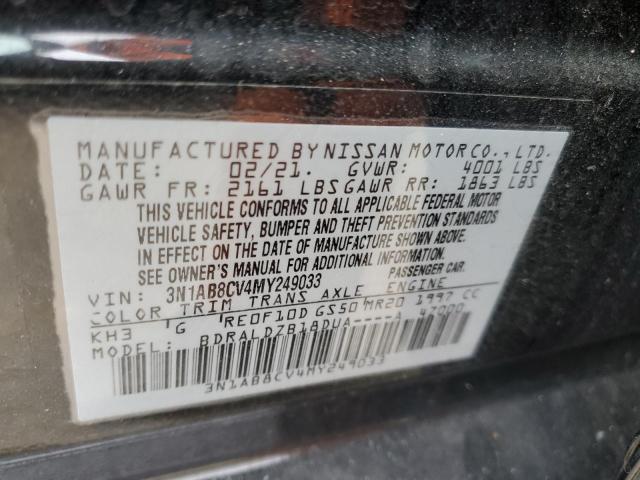 MANUFACTURED BY NISSAN MOTOR CO., LTD.
DATE: 02/21. GVWR: 4001 LBS
GAWR FR: 2161 LBS GAWR RR: 1863 LBS
THIS VEHICLE CONFORMS TO ALL APPLICABLE FEDERAL MOTOR
VEHICLE SAFETY, BUMPER AND THEFT PREVENTION STANDARDS
IN EFFECT ON THE DATE OF MANUFACTURE SHOWN ABOVE.
SEE OWNER'S MANUAL FOR ADDITIONAL INFORMATION.
VIN: 3N1AB8CV4MY249033 PASSENGER CAR.
COLOR TRIM TRANS AXLE ENGINE
KH3 G RE0F10D GS50 MR20 1997 CC
MODEL: BDRALDZB18DUA----A 47000
3N1AB8CV4MY249033